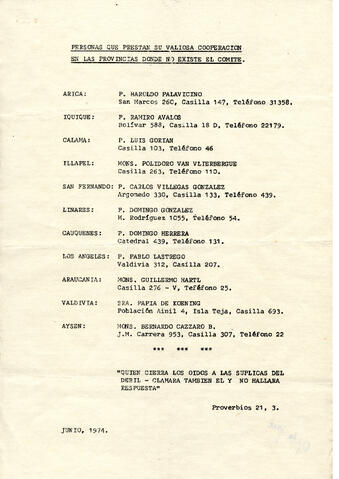 PERSONAS QUE PRESTAN SU VALIOSA COOPERACION
EN LAS PROVINCIAS DONDE NO EXISTE EL COMITE.
ARICA: P. HAROLDO PALAVICINO
San Marcos 260, Casilla 147, Teléfono 31358.
IQUIQUE: P. RAMIRO AVALOS
Bolívar 588, Casilla 18 D, Teléfono 22179.
CALAMA: P. LUIS GORIAN
Casilla 103, Teléfono 46
ILLAPEL: MONS. POLIDORO VAN VLIERBERGUE
Casilla 263, Teléfono 110.
SAN FERNANDO: P. CARLOS VILLEGAS GONZALEZ
Argomedo 330, Casilla 133, Teléfono 439.
LINARES: P. DOMINGO GONZALEZ
M. Rodríguez 1055, Teléfono 54.
CAUQUENES: P. DOMINGO HERRERA
Catedral 439, Teléfono 131.
LOS ANGELES: P. PABLO LASTREGO
Valdivia 312, Casilla 207.
ARAUCANIA: MONS. GUILLERMO HARTL
Casilla 276 - V, Teféfono 25.
VALDIVIA: SRA. PAPIA DE KOENING
Población Ainil 4, Isla Teja, Casilla 693.
AYSEN: MONS. BERNARDO CAZZARO B.
J.M. Carrera 953, Casilla 307, Teléfono 22
*** *** ***
"QUIEN CIERRA LOS OIDOS A LAS SUPLICAS DEL
DEBIL - CLAMARA TAMBIEN EL Y NO HALLARA
RESPUESTA"
Proverbios 21, 3.
JUNIO, 1974.